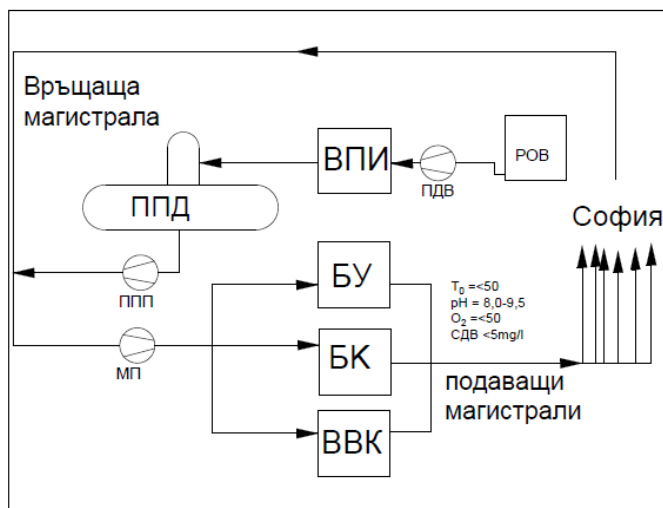 Връщаща
магистрала
ВПИ
РОВ
ПДВ
ППД
София
ППП
БУ
T₀ =<50
pH = 8,0-9,5
O₂ =<50
СДВ <5mg/l
МП
БК
подаващи
магистрали
ВВК